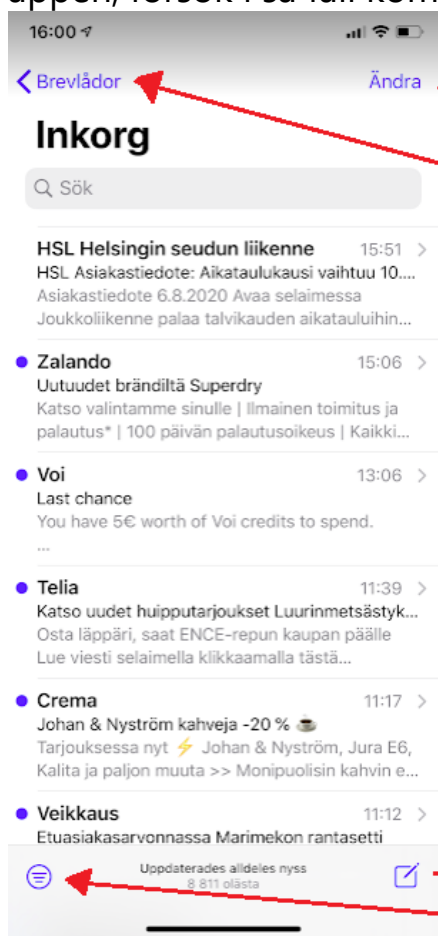 16:00
Brevlådor
Ändra
Inkorg
Sök
HSL Helsingin seudun liikenne 15:51
HSL Asiakastiedote: Aikataulukausi vaihtuu 10....
Asiakastiedote 6.8.2020 Avaa selaimessa
Joukkoliikenne palaa talvikauden aikatauluihin...
Zalando 15:06
Uutuudet brändiltä Superdry
Katso valintamme sinulle | Ilmainen toimitus ja
palautus* | 100 päivän palautusoikeus | Kaikki...
Voi 13:06
Last chance
You have 5€ worth of Voi credits to spend.
...
Telia 11:39
Katso uudet huipputarjoukset Luurinmetsästyk...
Osta läppäri, saat ENCE-repun kaupan päälle
Lue viesti selaimella klikkaamalla tästä...
Crema 11:17
Johan & Nyström kahveja -20 % ☕
Tarjouksessa nyt ⚡ Johan & Nyström, Jura E6,
Kalita ja paljon muuta >> Monipuolisin kahvin e...
Veikkaus 11:12
Etuasiakasarvonnassa Marimekon rantasetti
Uppdaterades alldeles nyss
8 811 olästa